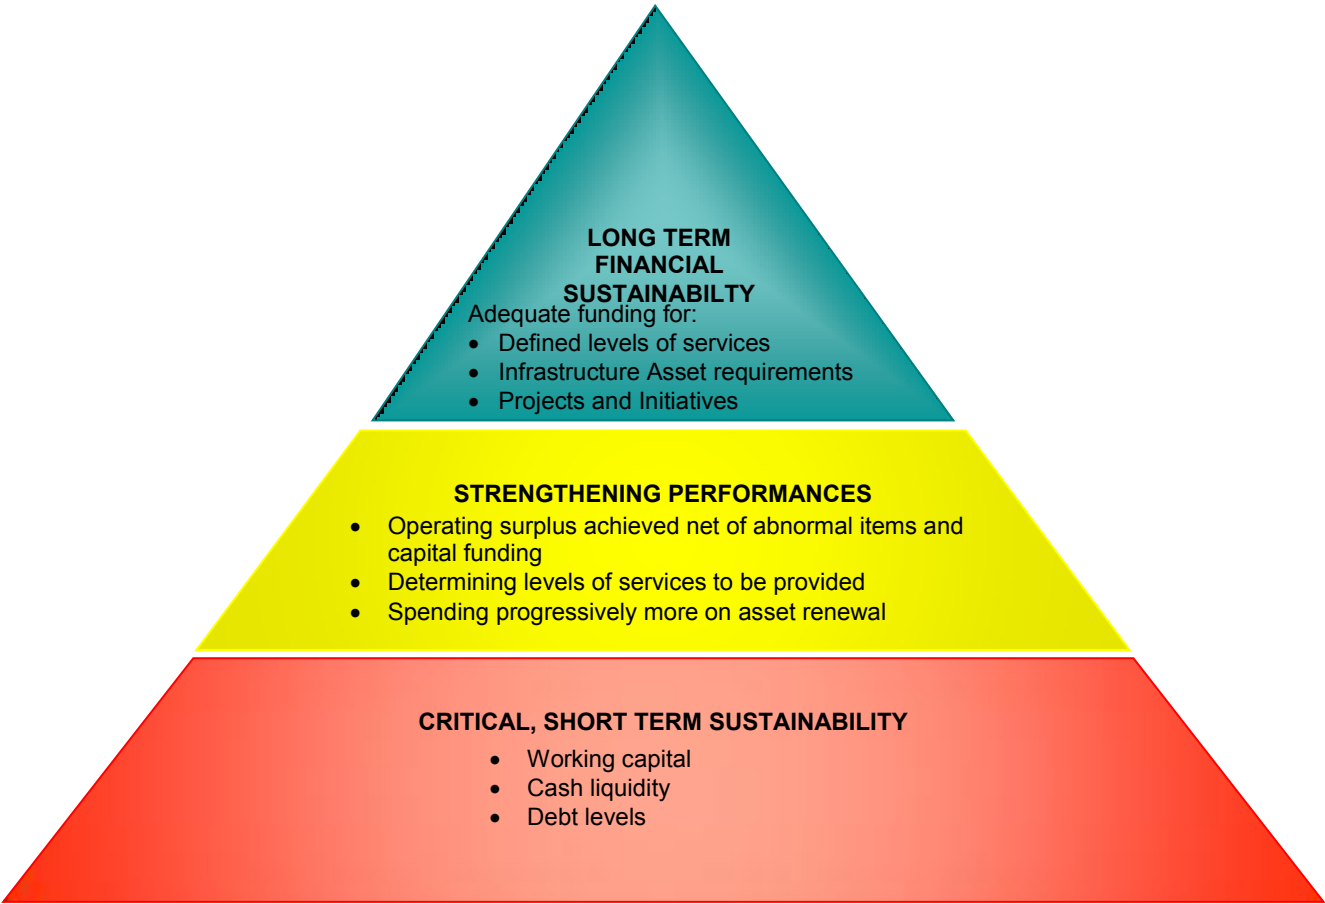 LONG TERM
FINANCIAL
SUSTAINABILTY
Adequate funding for:
• Defined levels of services
• Infrastructure Asset requirements
• Projects and Initiatives
STRENGTHENING PERFORMANCES
• Operating surplus achieved net of abnormal items and
capital funding
• Determining levels of services to be provided
• Spending progressively more on asset renewal
CRITICAL, SHORT TERM SUSTAINABILITY
• Working capital
• Cash liquidity
• Debt levels